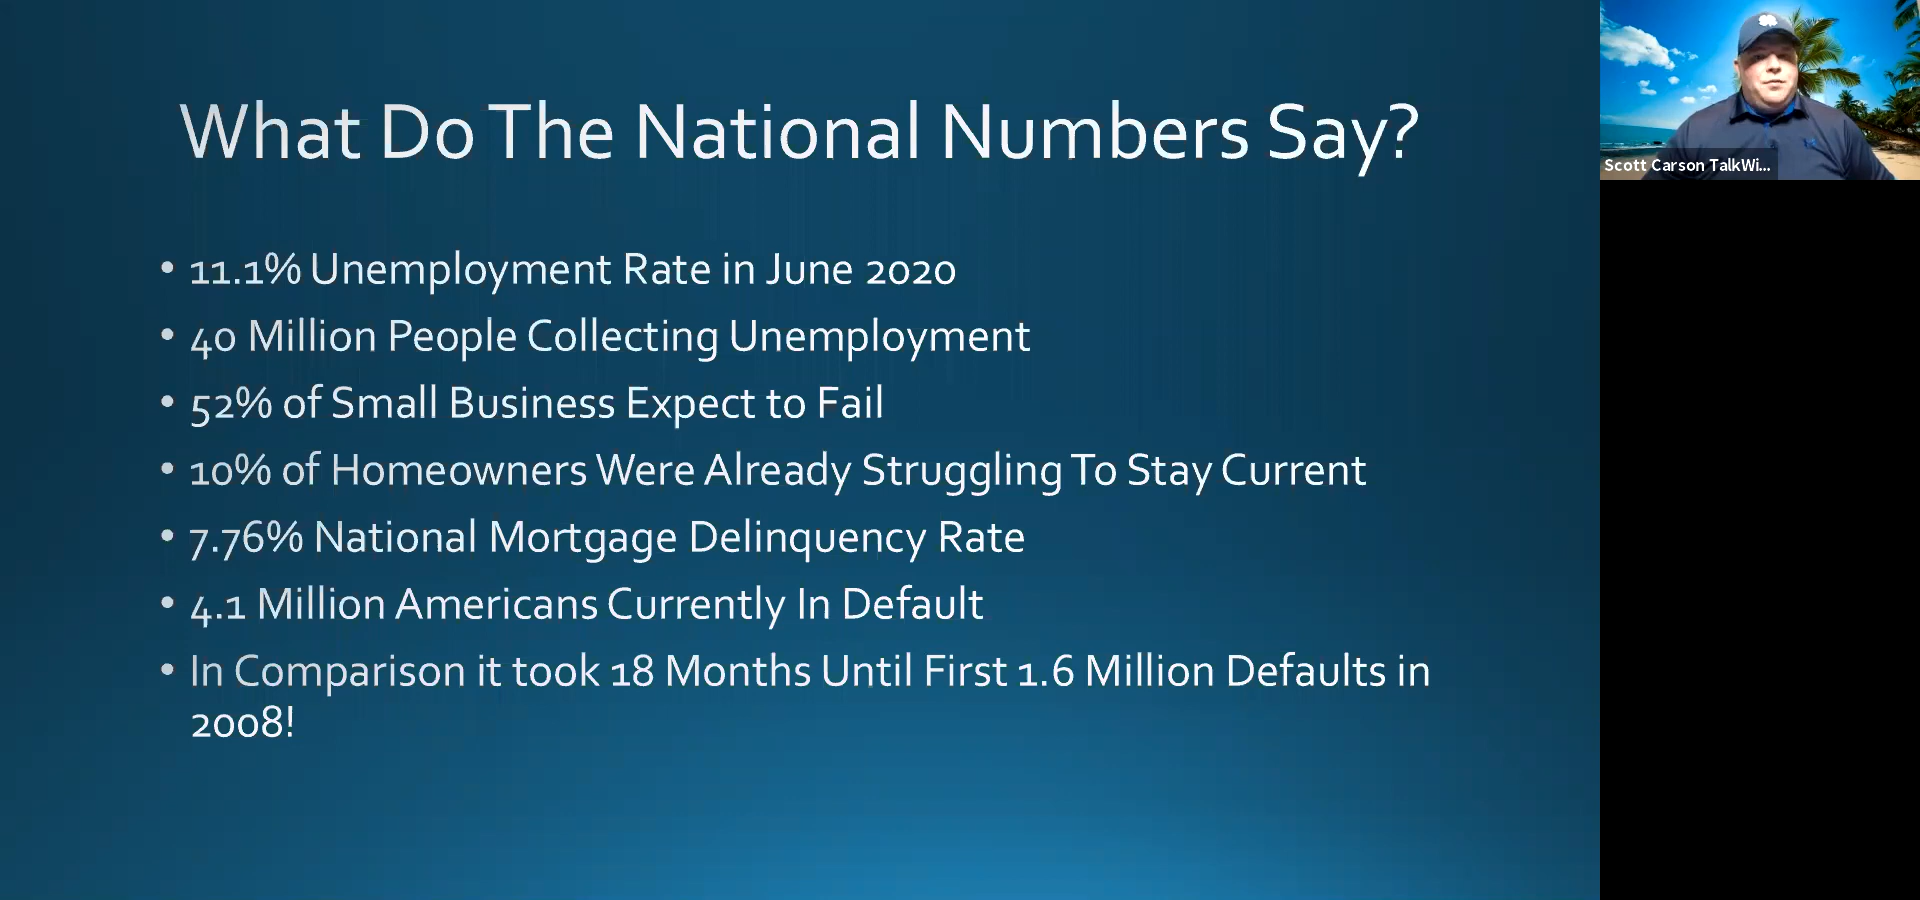 What Do The National Numbers Say?
• 11.1% Unemployment Rate in June 2020
• 40 Million People Collecting Unemployment
• 52% of Small Business Expect to Fail
• 10% of Homeowners Were Already Struggling To Stay Current
• 7.76% National Mortgage Delinquency Rate
• 4.1 Million Americans Currently In Default
• In Comparison it took 18 Months Until First 1.6 Million Defaults in
2008!
Scott Carson TalkWi...